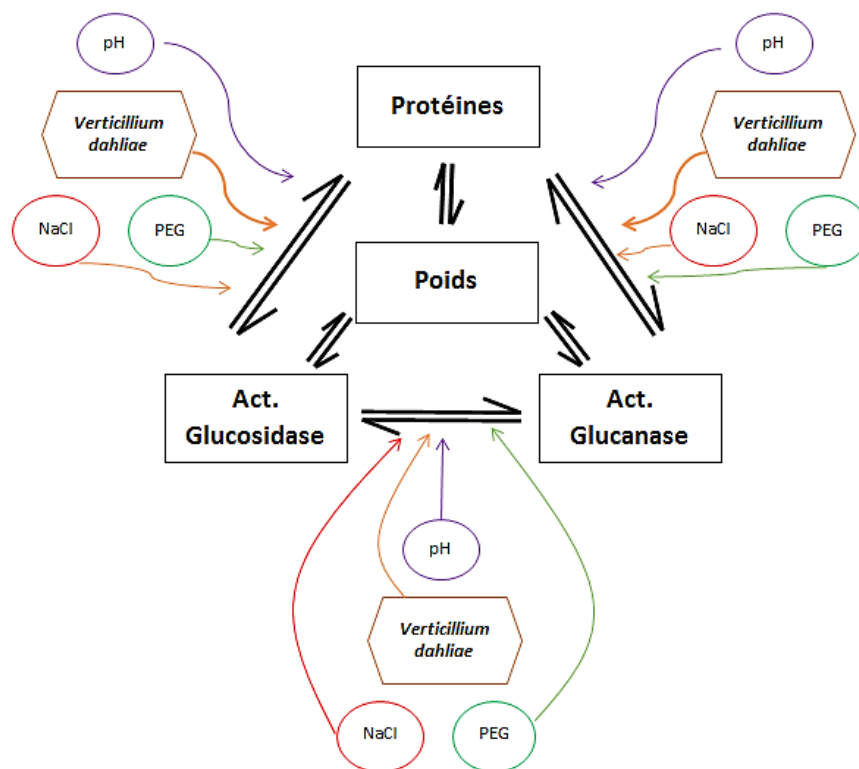 pH
Verticillium
dahliae
NaCl
PEG
pH
Verticillium
dahliae
NaCl
PEG
Protéines
Poids
Act.
Glucosidase
Act.
Glucanase
pH
Verticillium
dahliae
NaCl
PEG